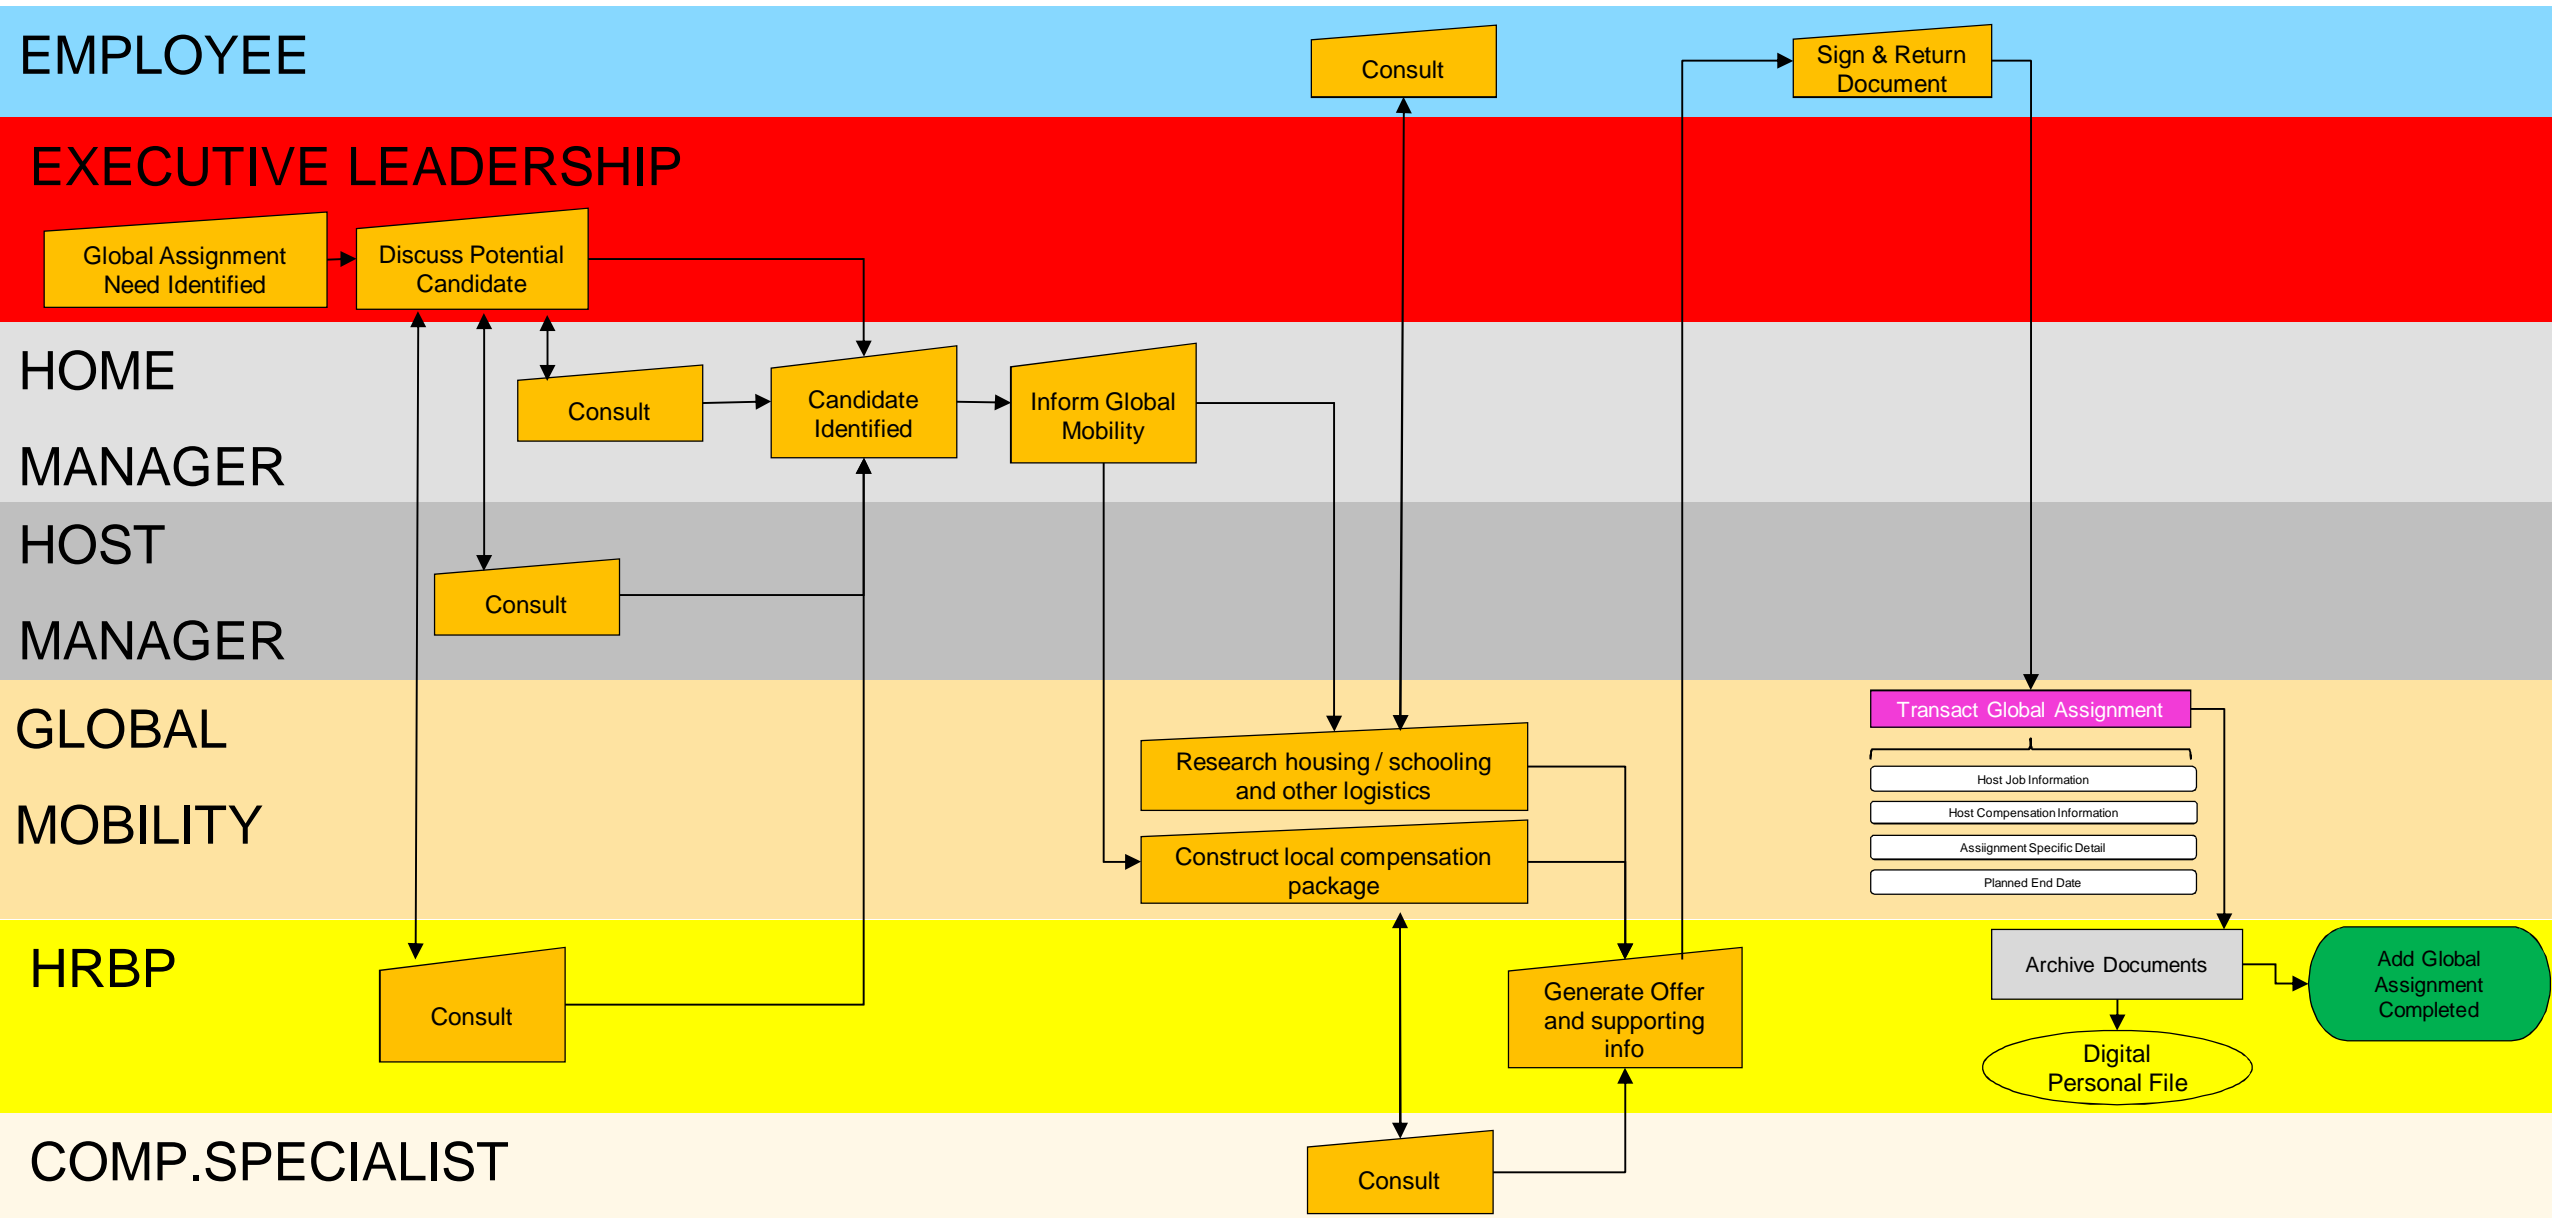 EMPLOYEE
Consult
Sign & Return
Document
EXECUTIVE LEADERSHIP
Global Assignment
Need Identified
Discuss Potential
Candidate
HOME
MANAGER
Consult
Candidate
Identified
Inform Global
Mobility
HOST
MANAGER
Consult
GLOBAL
MOBILITY
Research housing / schooling
and other logistics
Construct local compensation
package
Transact Global Assignment
Host Job Information
Host Compensation Information
Assiignment Specific Detail
Planned End Date
HRBP
Consult
Generate Offer
and supporting
info
Archive Documents
Digital
Personal File
Add Global
Assignment
Completed
COMP.SPECIALIST
Consult